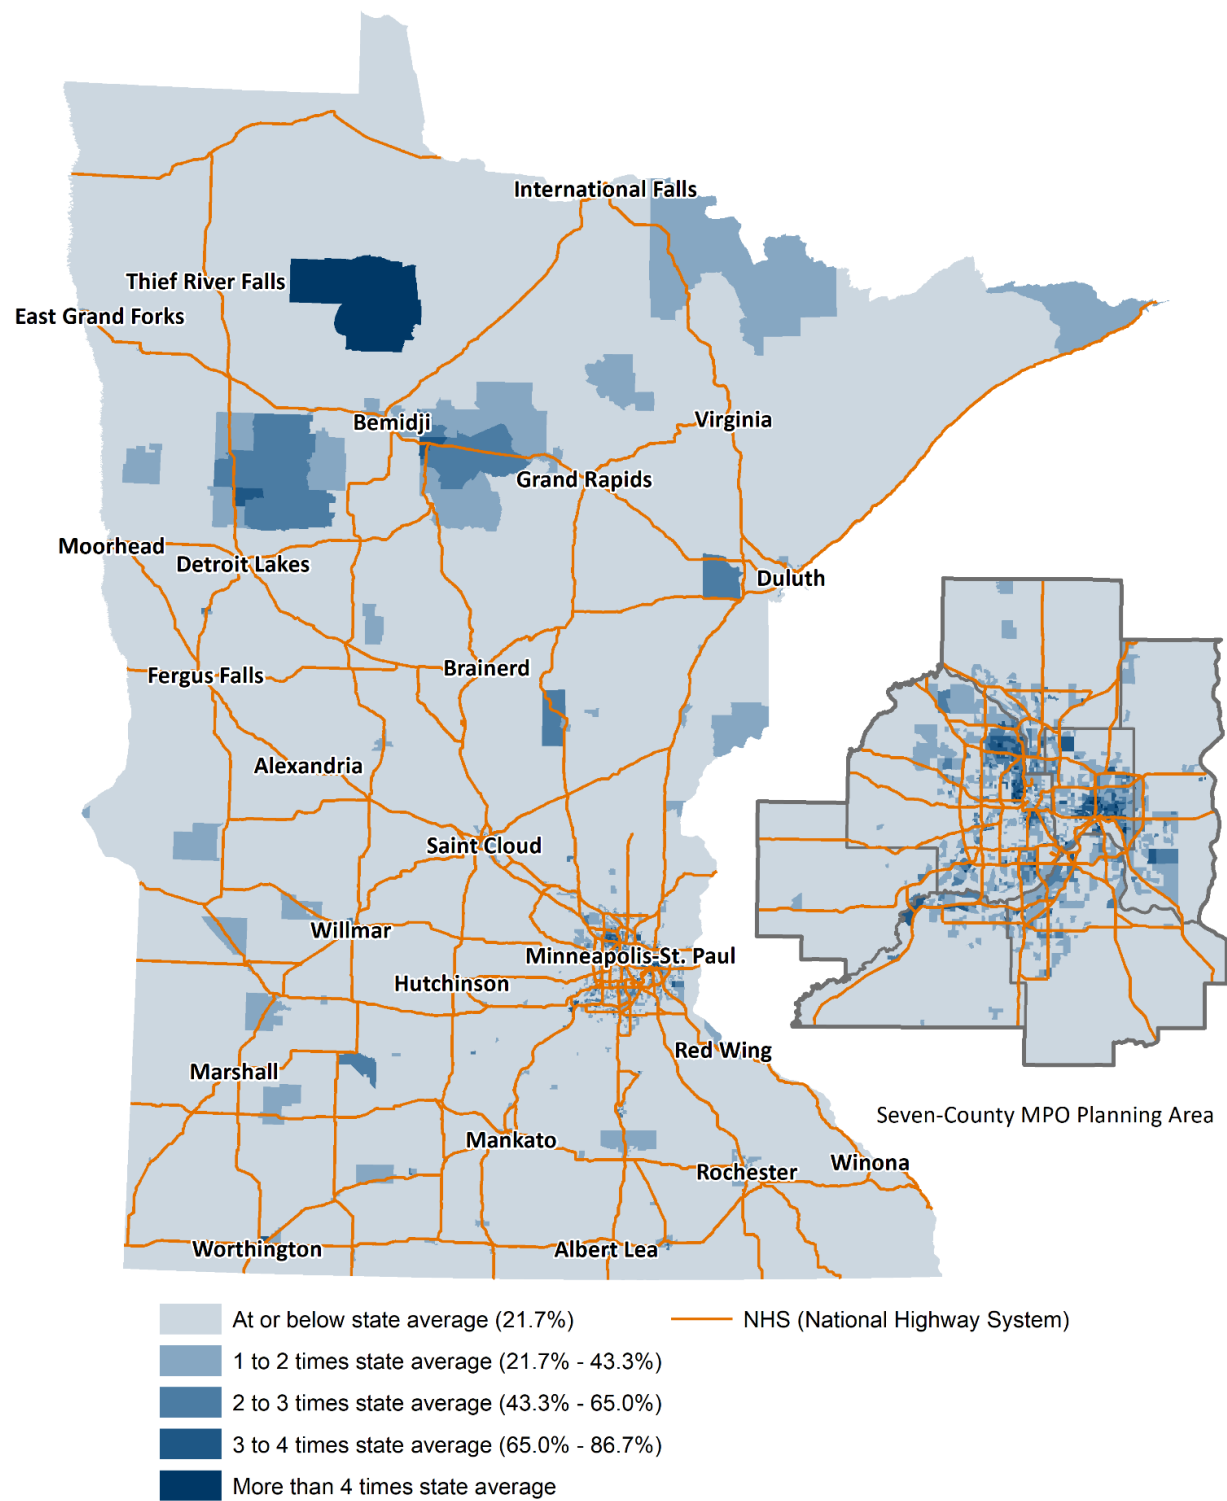 International Falls
Thief River Falls
East Grand Forks
Bemidji
Virginia
Grand Rapids
Moorhead
Detroit Lakes
Duluth
Fergus Falls
Brainerd
Alexandria
Saint Cloud
Willmar
Minneapolis-St. Paul
Hutchinson
Red Wing
Marshall
Seven-County MPO Planning Area
Mankato
Rochester
Winona
Worthington
Albert Lea
At or below state average (21.7%)
NHS (National Highway System)
1 to 2 times state average (21.7% - 43.3%)
2 to 3 times state average (43.3% - 65.0%)
3 to 4 times state average (65.0% - 86.7%)
More than 4 times state average